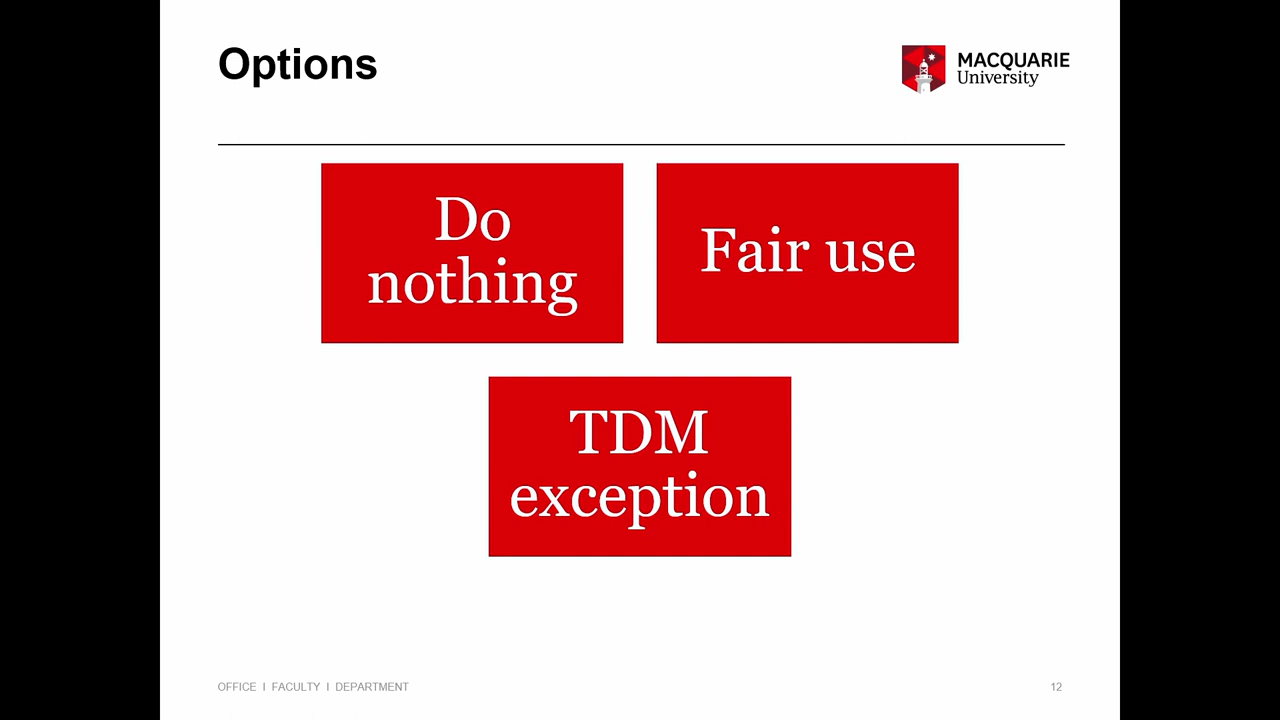 Options
MACQUARIE
University
Do
nothing
Fair use
TDM
exception
OFFICE I FACULTY I DEPARTMENT
12